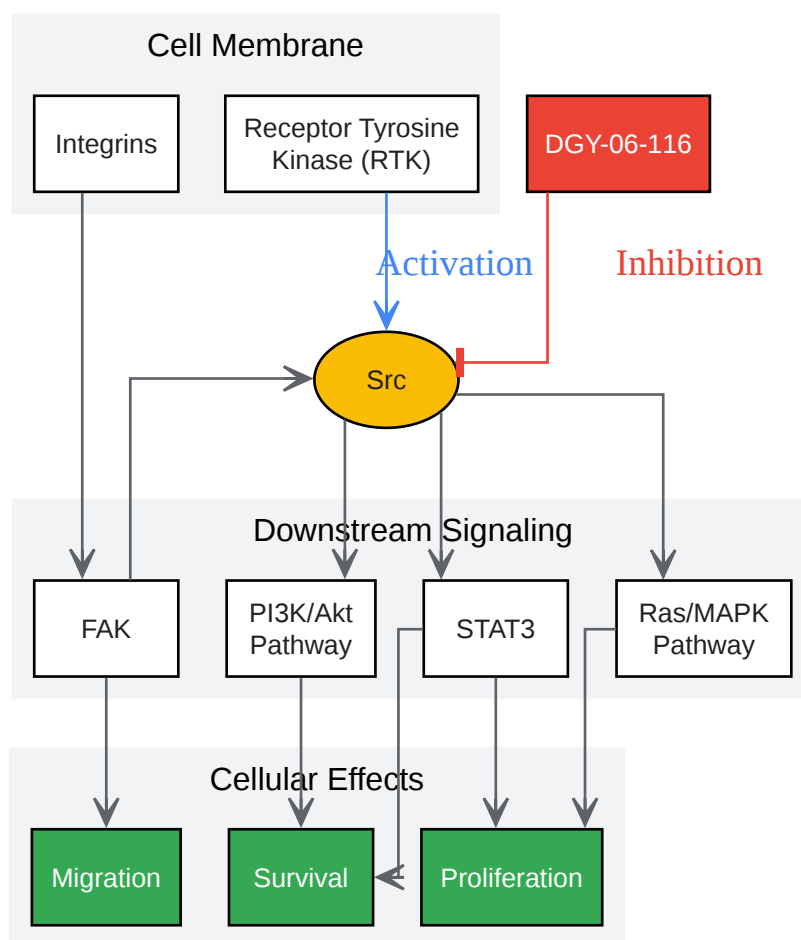 Cell Membrane
Integrins
Receptor Tyrosine
Kinase (RTK)
DGY-06-116
Activation
Inhibition
Src
Downstream Signaling
FAK
PI3K/Akt
Pathway
STAT3
Ras/MAPK
Pathway
Cellular Effects
Migration
Survival
Proliferation